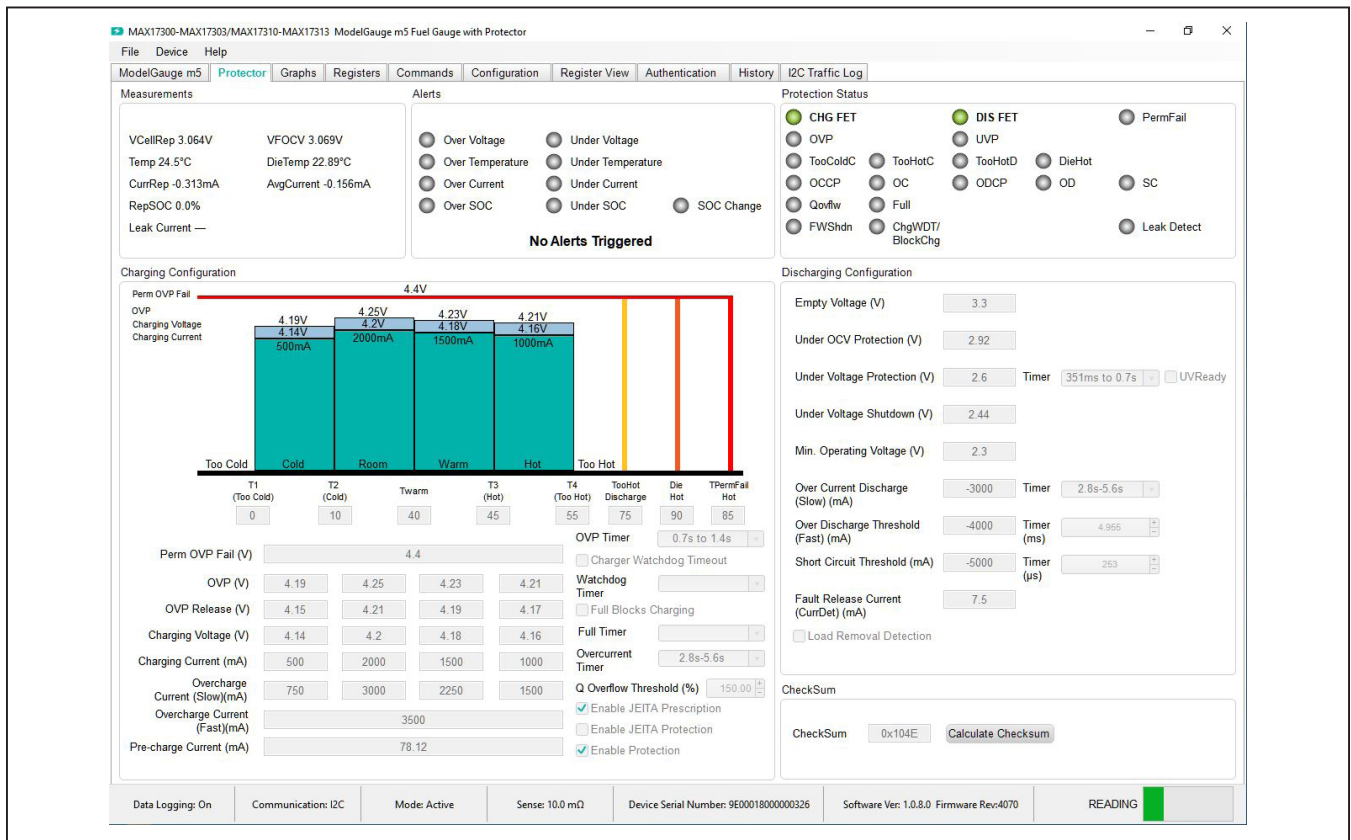 MAX17300-MAX17303/MAX17310-MAX17313 ModelGauge m5 Fuel Gauge with Protector
File Device Help
ModelGauge m5 Protector Graphs Registers Commands Configuration Register View Authentication History I2C Traffic Log
Measurements
VCellRep 3.064V VFOCV 3.069V
Temp 24.5°C DieTemp 22.89°C
CurrRep -0.313mA AvgCurrent -0.156mA
RepSOC 0.0%
Leak Current —
Alerts
Over Voltage Under Voltage
Over Temperature Under Temperature
Over Current Under Current
Over SOC Under SOC SOC Change
No Alerts Triggered
Protection Status
CHG FET DIS FET PermFail
OVP UVP
TooColdC TooHotC TooHotD DieHot
OCCP OC ODCP OD SC
Qovflw Full
FWShdn ChgWDT/ Leak Detect
BlockChg
Charging Configuration
Perm OVP Fail 4.4V
OVP
Charging Voltage
Charging Current
4.19V 4.25V 4.23V 4.21V
4.14V 4.2V 4.18V 4.16V
500mA 2000mA 1500mA 1000mA
Too Cold Cold Room Warm Hot Too Hot
T1 T2 Twarm T3 T4 TooHot Die TPermFail
(Too Cold) (Cold) (Hot) (Too Hot) Discharge Hot Hot
0 10 40 45 55 75 90 85
Perm OVP Fail (V) 4.4
OVP (V) 4.19 4.25 4.23 4.21
OVP Release (V) 4.15 4.21 4.19 4.17
Charging Voltage (V) 4.14 4.2 4.18 4.16
Charging Current (mA) 500 2000 1500 1000
Overcharge
Current (Slow)(mA) 750 3000 2250 1500
Overcharge Current
(Fast)(mA) 3500
Pre-charge Current (mA) 78.12
OVP Timer 0.7s to 1.4s
Charger Watchdog Timeout
Watchdog
Timer
Full Blocks Charging
Full Timer
Overcurrent
Timer 2.8s-5.6s
Q Overflow Threshold (%) 150.00
Enable JEITA Prescription
Enable JEITA Protection
Enable Protection
Discharging Configuration
Empty Voltage (V) 3.3
Under OCV Protection (V) 2.92
Under Voltage Protection (V) 2.6 Timer 351ms to 0.7s UVReady
Under Voltage Shutdown (V) 2.44
Min. Operating Voltage (V) 2.3
Over Current Discharge
(Slow) (mA) -3000 Timer 2.8s-5.6s
Over Discharge Threshold
(Fast) (mA) -4000 Timer
(ms) 4.955
Short Circuit Threshold (mA) -5000 Timer
(µs) 253
Fault Release Current
(CurrDet) (mA) 7.5
Load Removal Detection
CheckSum
CheckSum 0x104E Calculate Checksum
Data Logging: On Communication: I2C Mode: Active Sense: 10.0 mΩ Device Serial Number: 9E00018000000326 Software Ver: 1.0.8.0 Firmware Rev:4070 READING